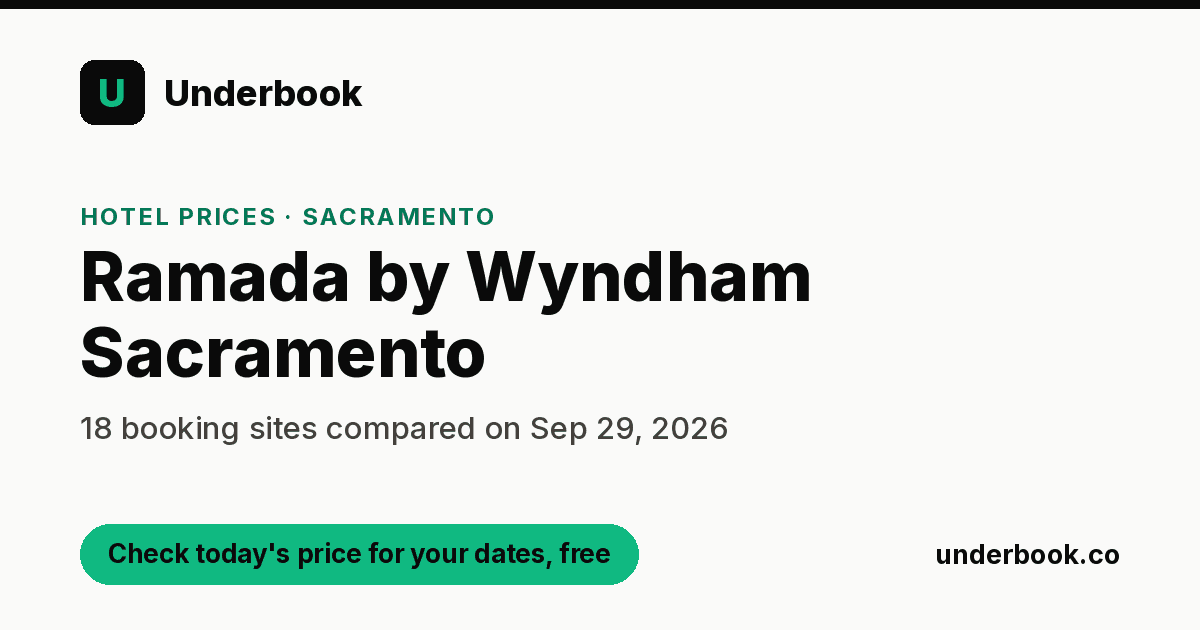 U Underbook
HOTEL PRICES · SACRAMENTO
Ramada by Wyndham
Sacramento
18 booking sites compared on Sep 29, 2026
Check today's price for your dates, free
underbook.co